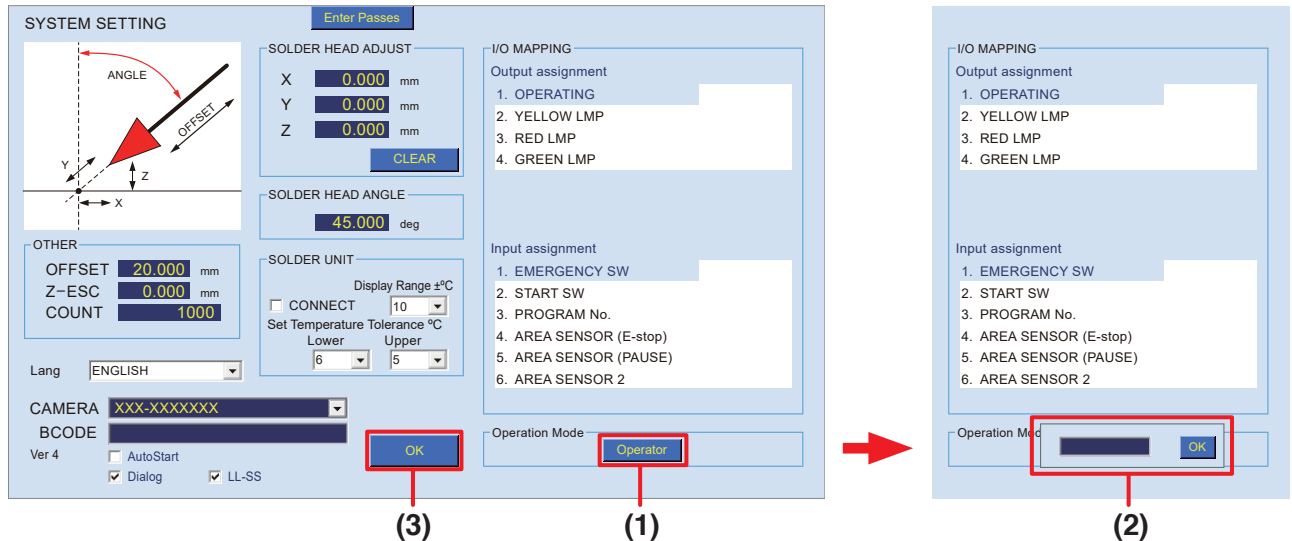 SYSTEM SETTING
Enter Passes
ANGLE
OFFSET
Y
Z
X
SOLDER HEAD ADJUST
X 0.000 mm
Y 0.000 mm
Z 0.000 mm
CLEAR
SOLDER HEAD ANGLE
45.000 deg
OTHER
OFFSET 20.000 mm
Z-ESC 0.000 mm
COUNT 1000
SOLDER UNIT
Display Range ±ºC
CONNECT 10
Set Temperature Tolerance ºC
Lower Upper
6 5
Lang ENGLISH
CAMERA XXX-XXXXXXX
BCODE
Ver 4 AutoStart
Dialog LL-SS
OK
I/O MAPPING
Output assignment
1. OPERATING
2. YELLOW LMP
3. RED LMP
4. GREEN LMP
Input assignment
1. EMERGENCY SW
2. START SW
3. PROGRAM No.
4. AREA SENSOR (E-stop)
5. AREA SENSOR (PAUSE)
6. AREA SENSOR 2
Operation Mode
Operator
(3)
(1)
I/O MAPPING
Output assignment
1. OPERATING
2. YELLOW LMP
3. RED LMP
4. GREEN LMP
Input assignment
1. EMERGENCY SW
2. START SW
3. PROGRAM No.
4. AREA SENSOR (E-stop)
5. AREA SENSOR (PAUSE)
6. AREA SENSOR 2
Operation Mod
OK
(2)